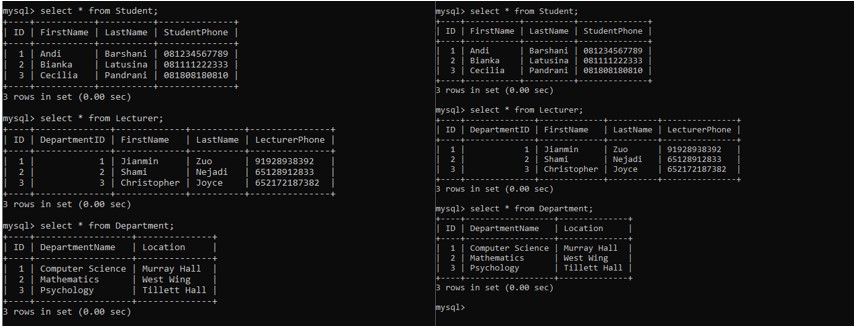 mysql> select * from Student;
+----+-----------+----------+--------------+
| ID | FirstName | LastName | StudentPhone |
+----+-----------+----------+--------------+
|  1 | Andi      | Barshani | 081234567789 |
|  2 | Bianka    | Latusina | 081111222333 |
|  3 | Cecilia   | Pandrani | 081808180810 |
+----+-----------+----------+--------------+
3 rows in set (0.00 sec)
mysql> select * from Lecturer;
+----+--------------+-------------+----------+---------------+
| ID | DepartmentID | FirstName   | LastName | LecturerPhone |
+----+--------------+-------------+----------+---------------+
|  1 |            1 | Jianmin     | Zuo      | 91928938392   |
|  2 |            2 | Shami       | Nejadi   | 65128912833   |
|  3 |            3 | Christopher | Joyce    | 652172187382  |
+----+--------------+-------------+----------+---------------+
3 rows in set (0.00 sec)
mysql> select * from Department;
+----+------------------+--------------+
| ID | DepartmentName   | Location     |
+----+------------------+--------------+
|  1 | Computer Science | Murray Hall  |
|  2 | Mathematics      | West Wing    |
|  3 | Psychology       | Tillett Hall |
+----+------------------+--------------+
3 rows in set (0.00 sec)
mysql> select * from Student;
+----+-----------+----------+--------------+
| ID | FirstName | LastName | StudentPhone |
+----+-----------+----------+--------------+
|  1 | Andi      | Barshani | 081234567789 |
|  2 | Bianka    | Latusina | 081111222333 |
|  3 | Cecilia   | Pandrani | 081808180810 |
+----+-----------+----------+--------------+
3 rows in set (0.00 sec)
mysql> select * from Lecturer;
+----+--------------+-------------+----------+---------------+
| ID | DepartmentID | FirstName   | LastName | LecturerPhone |
+----+--------------+-------------+----------+---------------+
|  1 |            1 | Jianmin     | Zuo      | 91928938392   |
|  2 |            2 | Shami       | Nejadi   | 65128912833   |
|  3 |            3 | Christopher | Joyce    | 652172187382  |
+----+--------------+-------------+----------+---------------+
3 rows in set (0.00 sec)
mysql> select * from Department;
+----+------------------+--------------+
| ID | DepartmentName   | Location     |
+----+------------------+--------------+
|  1 | Computer Science | Murray Hall  |
|  2 | Mathematics      | West Wing    |
|  3 | Psychology       | Tillett Hall |
+----+------------------+--------------+
3 rows in set (0.00 sec)
mysql>